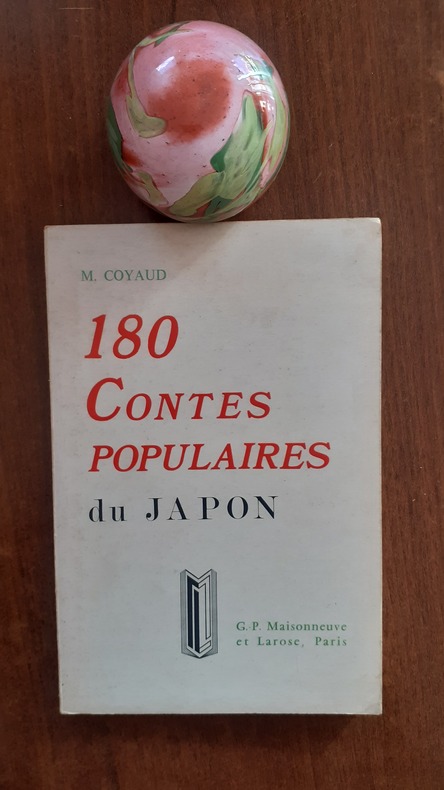 M. COYAUD
180
CONTES
POPULAIRES
du JAPON
G.-P. Maisonneuve
et Larose, Paris